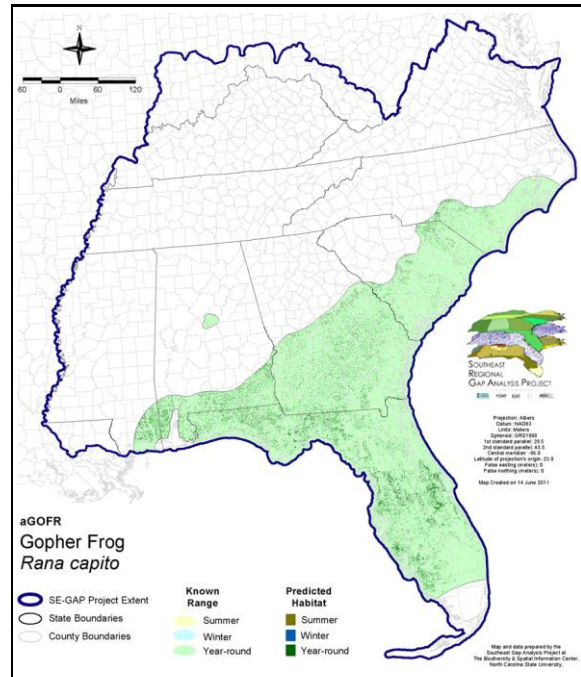 N
60 0 60 120
Miles
SOUTHEAST
REGIONAL
GAP ANALYSIS PROJECT
Projection: Albers
Datum: NAD83
Units: Meters
Spheroid: GRS1980
1st standard parallel: 29.5
2nd standard parallel: 45.5
Central meridian: -96.0
Latitude of projection's origin: 23.0
False easting (meters): 0
False northing (meters): 0
Map Created on 14 June 2011
aGOFR
Gopher Frog
Rana capito
SE-GAP Project Extent
State Boundaries
County Boundaries
Known
Range
Summer
Winter
Year-round
Predicted
Habitat
Summer
Winter
Year-round
Map and data prepared by the
Southeast Gap Analysis Project at
The Biodiversity & Spatial Information Center,
North Carolina State University.